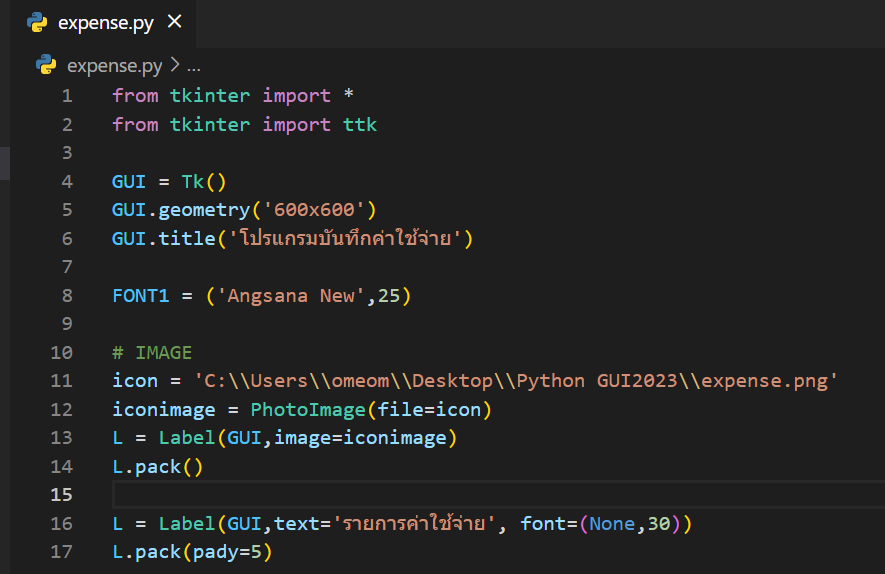 expense.py ×
expense.py > ...
1 from tkinter import *
2 from tkinter import ttk
3
4 GUI = Tk()
5 GUI.geometry('600x600')
6 GUI.title('โปรแกรมบันทึกค่าใช้จ่าย')
7
8 FONT1 = ('Angsana New',25)
9
10 # IMAGE
11 icon = 'C:\\Users\\omeom\\Desktop\\Python GUI2023\\expense.png'
12 iconimage = PhotoImage(file=icon)
13 L = Label(GUI,image=iconimage)
14 L.pack()
15
16 L = Label(GUI,text='รายการค่าใช้จ่าย', font=(None,30))
17 L.pack(pady=5)